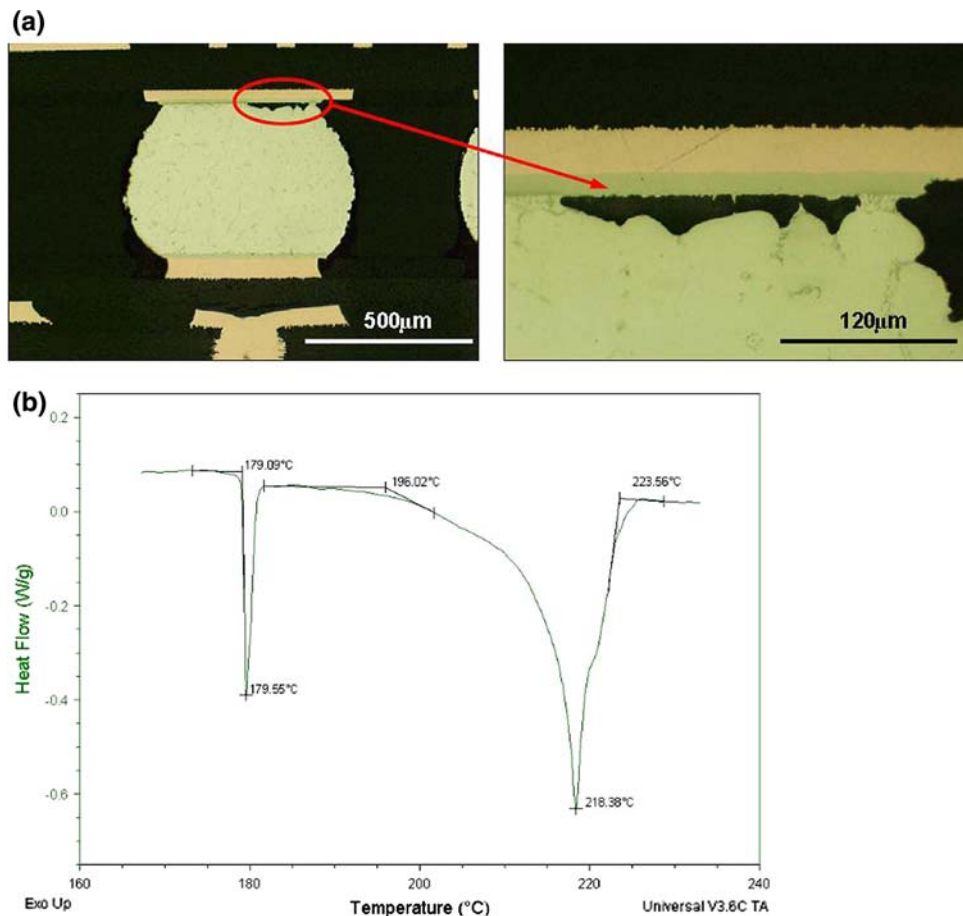 (a)
500µm
120µm
(b)
0.2
179.09°C
196.02°C
223.56°C
0.0
Heat Flow (W/g)
-0.2
-0.4
179.55°C
-0.6
218.38°C
160
180
200
220
240
Exo Up
Temperature (°C)
Universal V3.6C TA